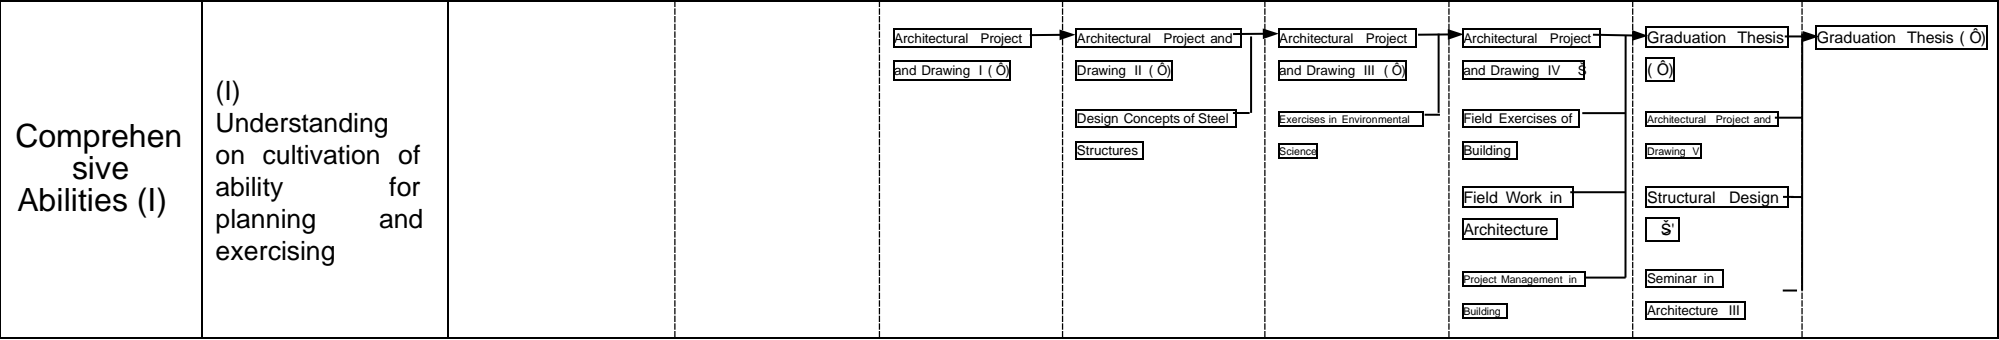 Comprehen
sive
Abilities (I)
(I)
Understanding
on cultivation of
ability for
planning and
exercising
Architectural Project
and Drawing I ( Ô)
Architectural Project and
Drawing II ( Ô)
Design Concepts of Steel
Structures
Architectural Project
and Drawing III ( Ô)
Exercises in Environmental
Science
Architectural Project
and Drawing IV Š
Field Exercises of
Building
Field Work in
Architecture
Project Management in
Building
Graduation Thesis
( Ô)
Architectural Project and
Drawing V
Structural Design
Š'
Seminar in
Architecture III
Graduation Thesis ( Ô)